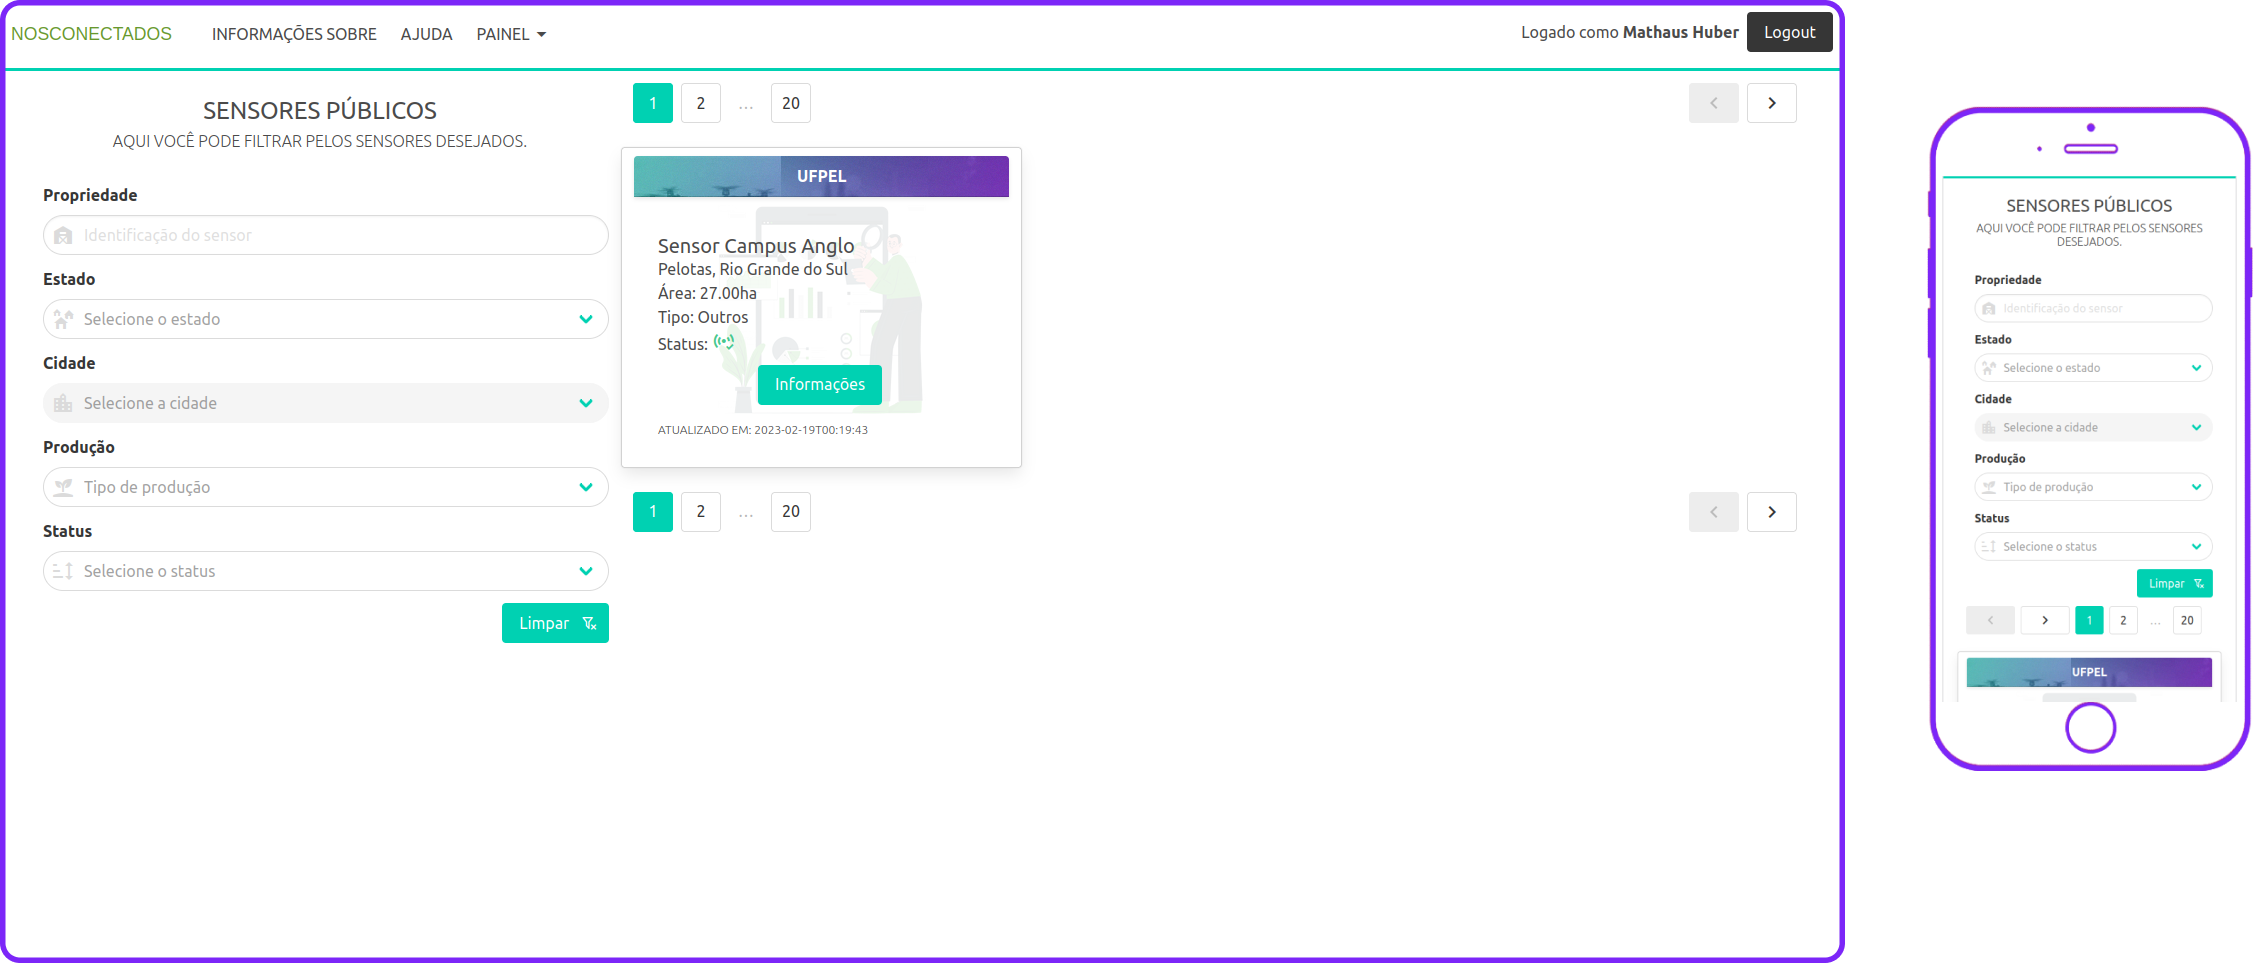 NOSCONECTADOS
INFORMAÇÕES SOBRE
AJUDA
PAINEL
Logado como Mathaus Huber
Logout
SENSORES PÚBLICOS
AQUI VOCÊ PODE FILTRAR PELOS SENSORES DESEJADOS.
Propriedade
Identificação do sensor
Estado
Selecione o estado
Cidade
Selecione a cidade
Produção
Tipo de produção
Status
Selecione o status
Limpar
1 2 ... 20
UFPEL
Sensor Campus Anglo
Pelotas, Rio Grande do Sul
Área: 27.00ha
Tipo: Outros
Status:
Informações
ATUALIZADO EM: 2023-02-19T00:19:43
1 2 ... 20
SENSORES PÚBLICOS
AQUI VOCÊ PODE FILTRAR PELOS SENSORES
DESEJADOS.
Propriedade
Identificação do sensor
Estado
Selecione o estado
Cidade
Selecione a cidade
Produção
Tipo de produção
Status
Selecione o status
Limpar
1 2 ... 20
UFPEL